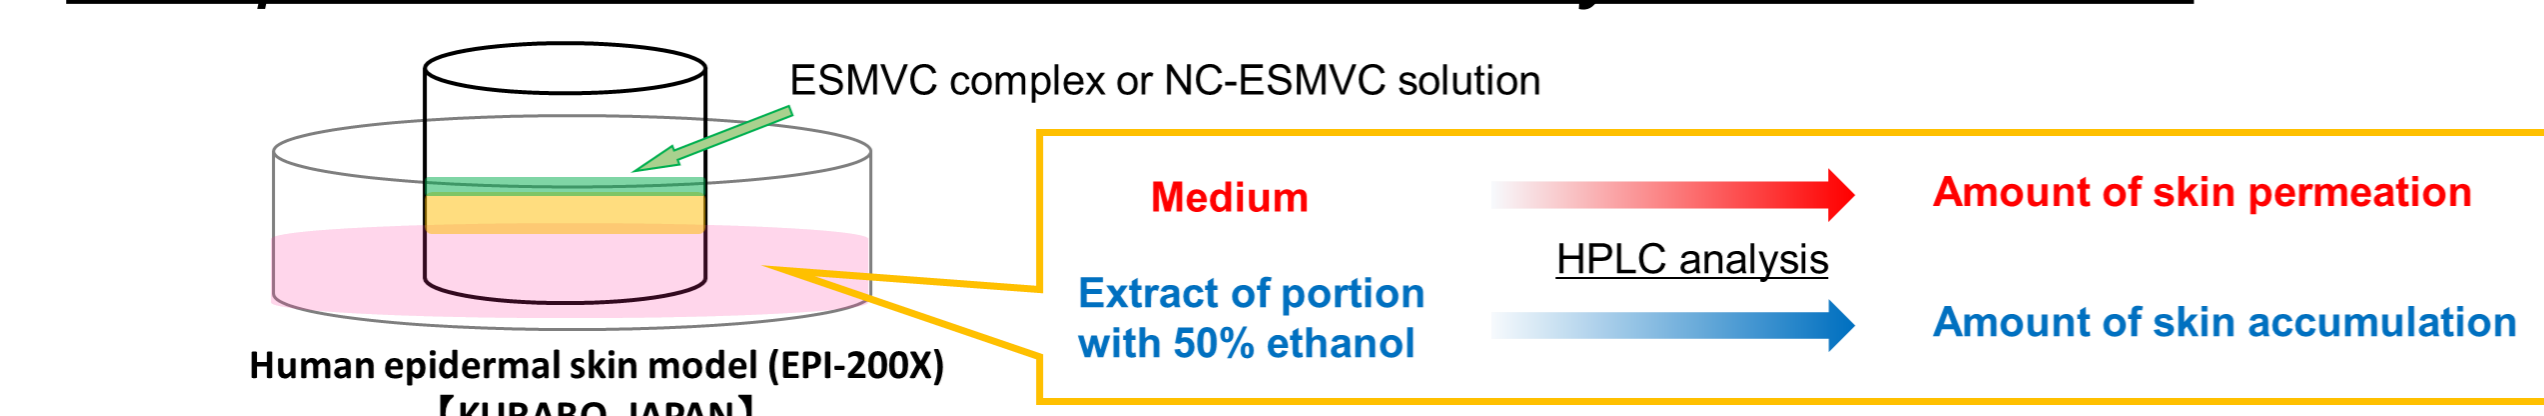 ESMVC complex or NC-ESMVC solution
Medium
Amount of skin permeation
HPLC analysis
Extract of portion
with 50% ethanol
Amount of skin accumulation
Human epidermal skin model (EPI-200X)
【KURABO, JAPAN】